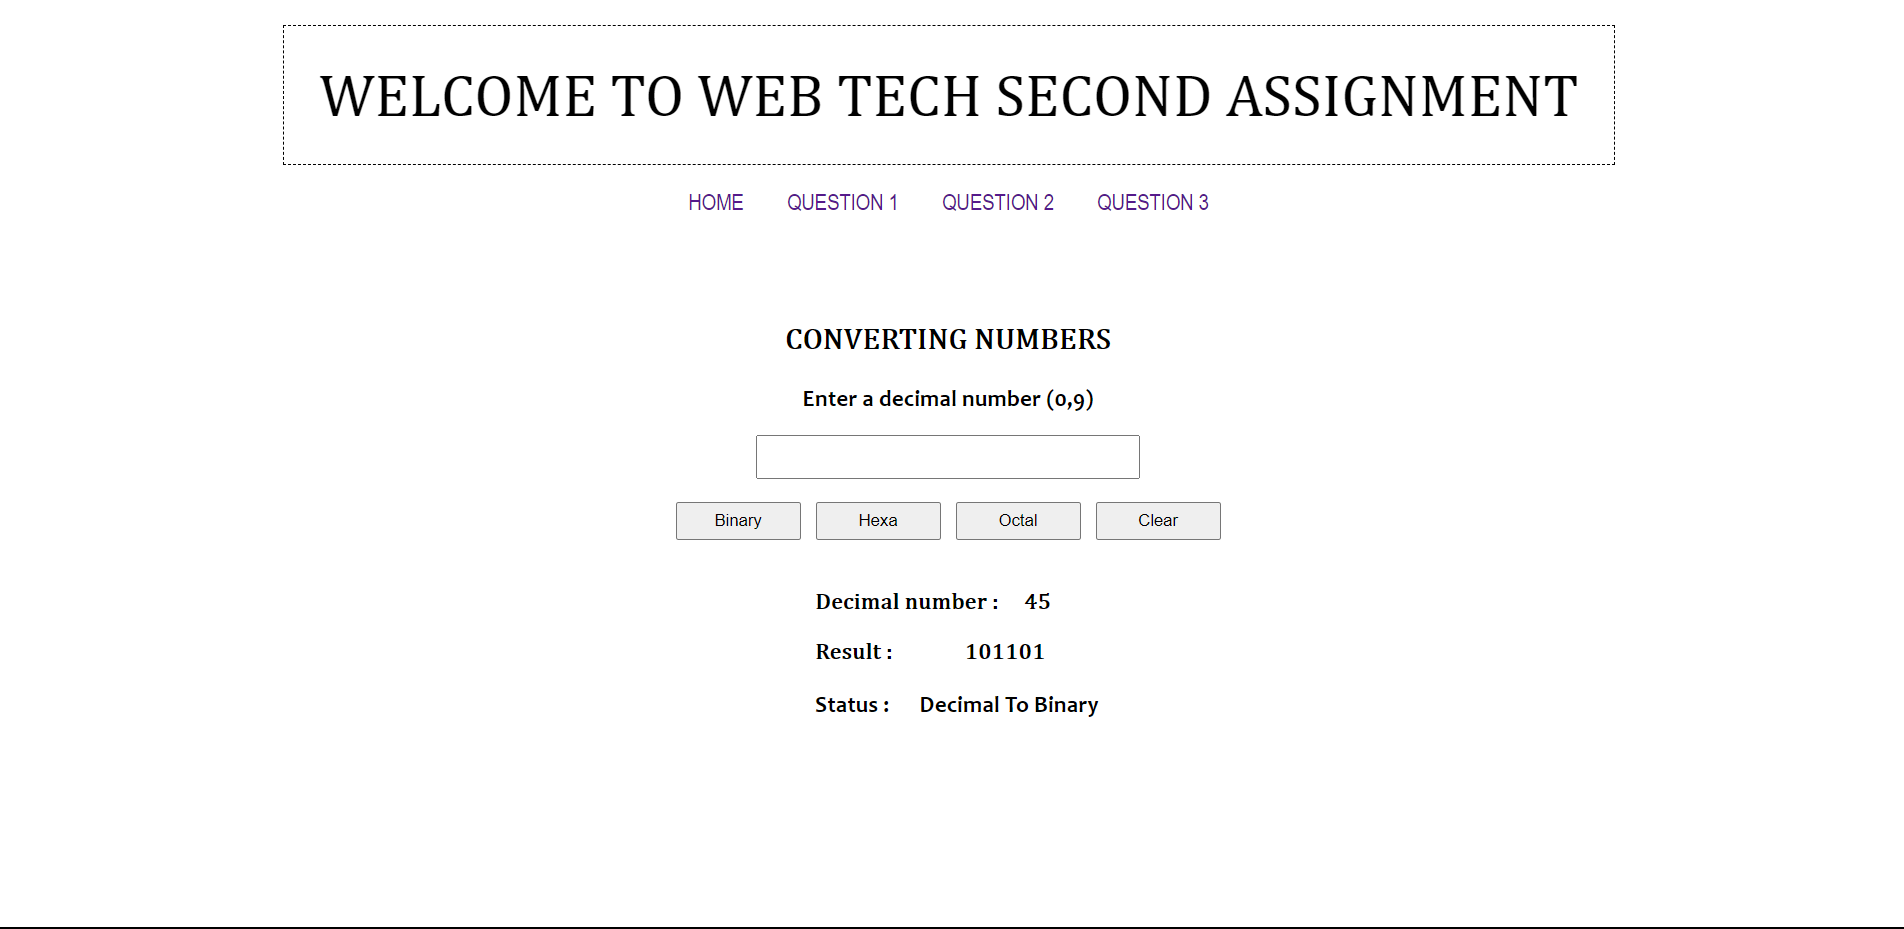 WELCOME TO WEB TECH SECOND ASSIGNMENT
HOME QUESTION 1 QUESTION 2 QUESTION 3
CONVERTING NUMBERS
Enter a decimal number (0,9)
Binary Hexa Octal Clear
Decimal number : 45
Result : 101101
Status : Decimal To Binary